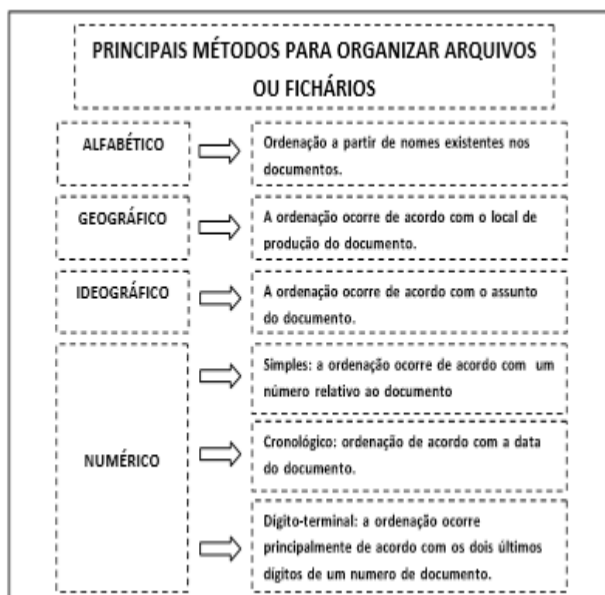 PRINCIPAIS MÉTODOS PARA ORGANIZAR ARQUIVOS
OU FICHÁRIOS
ALFABÉTICO
Ordenação a partir de nomes existentes nos
documentos.
GEOGRÁFICO
A ordenação ocorre de acordo com o local de
produção do documento.
IDEOGRÁFICO
A ordenação ocorre de acordo com o assunto
do documento.
NUMÉRICO
Simples: a ordenação ocorre de acordo com um
número relativo ao documento
Cronológico: ordenação de acordo com a data
do documento.
Dígito-terminal: a ordenação ocorre
principalmente de acordo com os dois últimos
dígitos de um numero de documento.